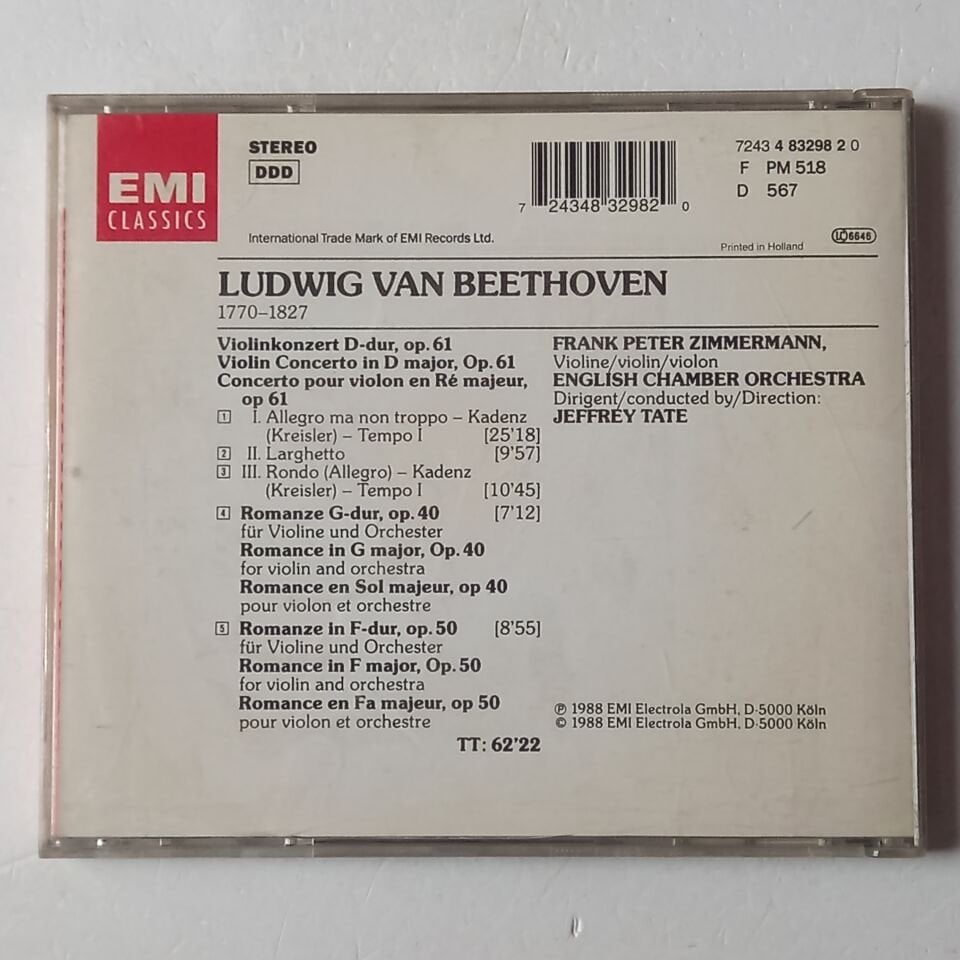 EMI
CLASSICS
STEREO
DDD
International Trade Mark of EMI Records Ltd.
7 24348 32982 0
7243 4 83298 2 0
F PM 518
D 567
Printed in Holland
LC 6646
LUDWIG VAN BEETHOVEN
1770–1827
Violinkonzert D-dur, op. 61
Violin Concerto in D major, Op. 61
Concerto pour violon en Ré majeur,
op 61
1 I. Allegro ma non troppo – Kadenz
(Kreisler) – Tempo I [25'18]
2 II. Larghetto [9'57]
3 III. Rondo (Allegro) – Kadenz
(Kreisler) – Tempo I [10'45]
4 Romanze G-dur, op. 40 [7'12]
für Violine und Orchester
Romance in G major, Op. 40
for violin and orchestra
Romance en Sol majeur, op 40
pour violon et orchestre
5 Romanze in F-dur, op. 50 [8'55]
für Violine und Orchester
Romance in F major, Op. 50
for violin and orchestra
Romance en Fa majeur, op 50
pour violon et orchestre
TT: 62'22
FRANK PETER ZIMMERMANN,
Violine/violin/violon
ENGLISH CHAMBER ORCHESTRA
Dirigent/conducted by/Direction:
JEFFREY TATE
℗ 1988 EMI Electrola GmbH, D-5000 Köln
© 1988 EMI Electrola GmbH, D-5000 Köln